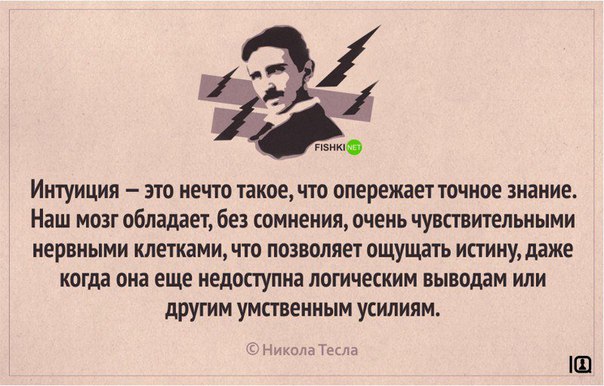 FISHKI NET
Интуиция – это нечто такое, что опережает точное знание.
Наш мозг обладает, без сомнения, очень чувствительными
нервными клетками, что позволяет ощущать истину, даже
когда она еще недоступна логическим выводам или
другим умственным усилиям.
© Никола Тесла
IQ